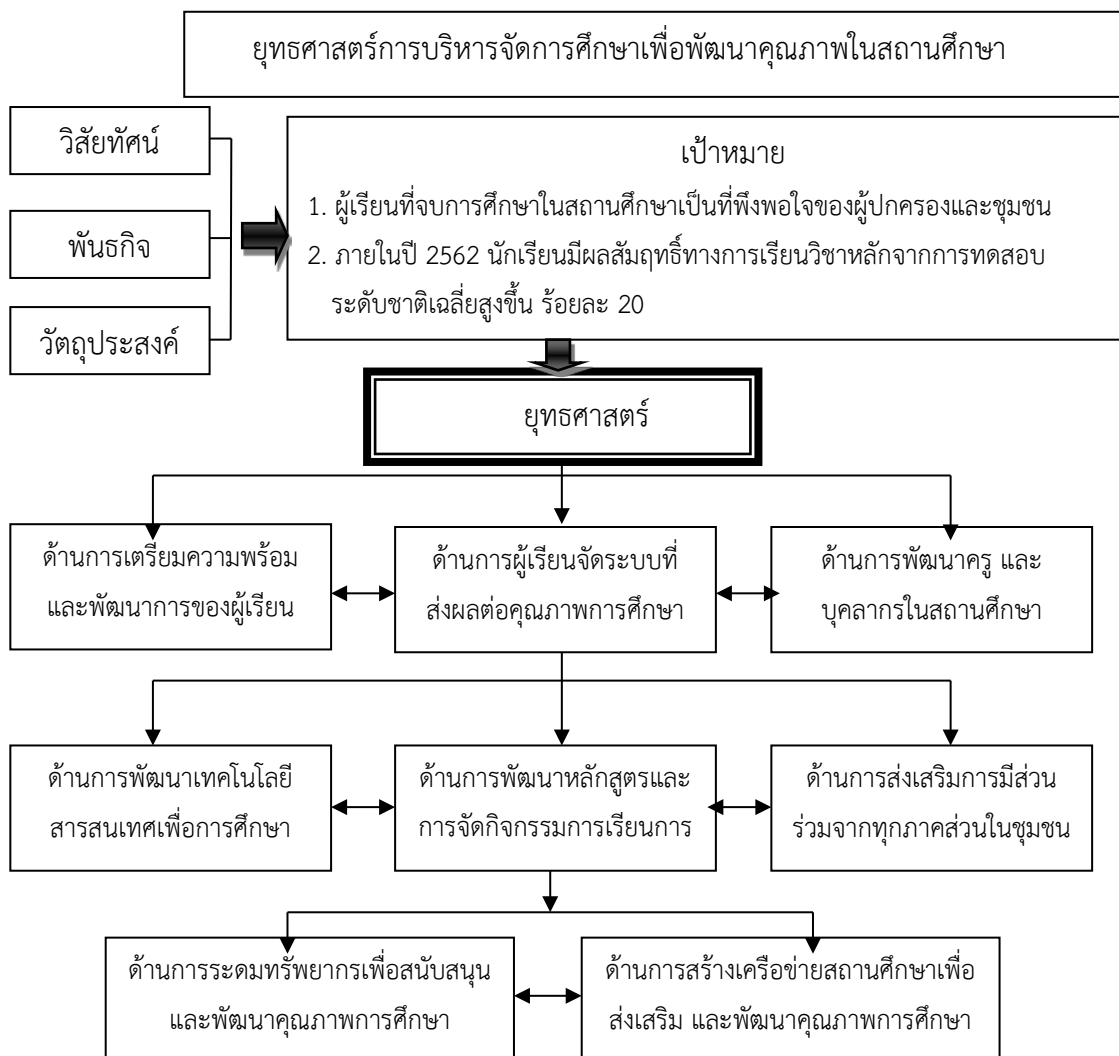 ยุทธศาสตร์การบริหารจัดการศึกษาเพื่อพัฒนาคุณภาพในสถานศึกษา
วิสัยทัศน์
พันธกิจ
วัตถุประสงค์
เป้าหมาย
1. ผู้เรียนที่จบการศึกษาในสถานศึกษาเป็นที่พึงพอใจของผู้ปกครองและชุมชน
2. ภายในปี 2562 นักเรียนมีผลสัมฤทธิ์ทางการเรียนวิชาหลักจากการทดสอบ
ระดับชาติเฉลี่ยสูงขึ้น ร้อยละ 20
ยุทธศาสตร์
ด้านการเตรียมความพร้อม
และพัฒนาการของผู้เรียน
ด้านการผู้เรียนจัดระบบที่
ส่งผลต่อคุณภาพการศึกษา
ด้านการพัฒนาครู และ
บุคลากรในสถานศึกษา
ด้านการพัฒนาเทคโนโลยี
สารสนเทศเพื่อการศึกษา
ด้านการพัฒนาหลักสูตรและ
การจัดกิจกรรมการเรียนการ
ด้านการส่งเสริมการมีส่วน
ร่วมจากทุกภาคส่วนในชุมชน
ด้านการระดมทรัพยากรเพื่อสนับสนุน
และพัฒนาคุณภาพการศึกษา
ด้านการสร้างเครือข่ายสถานศึกษาเพื่อ
ส่งเสริม และพัฒนาคุณภาพการศึกษา